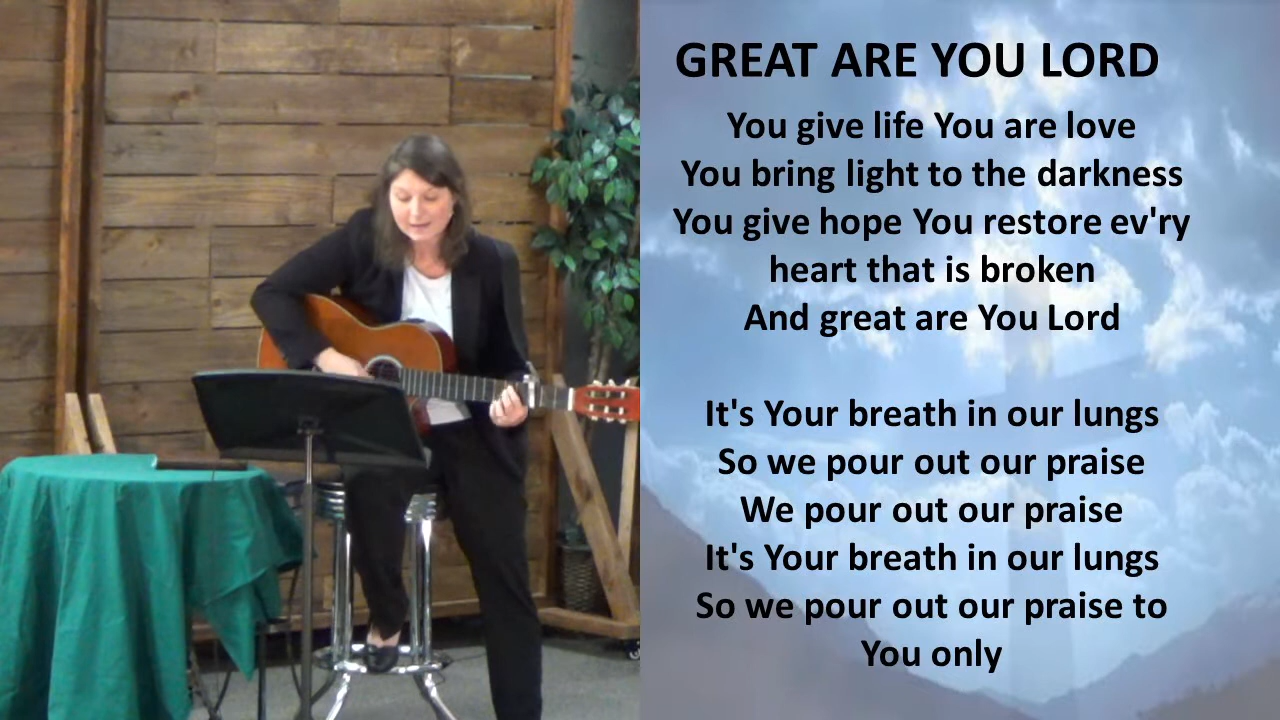 GREAT ARE YOU LORD
You give life You are love
You bring light to the darkness
You give hope You restore ev'ry
heart that is broken
And great are You Lord
It's Your breath in our lungs
So we pour out our praise
We pour out our praise
It's Your breath in our lungs
So we pour out our praise to
You only